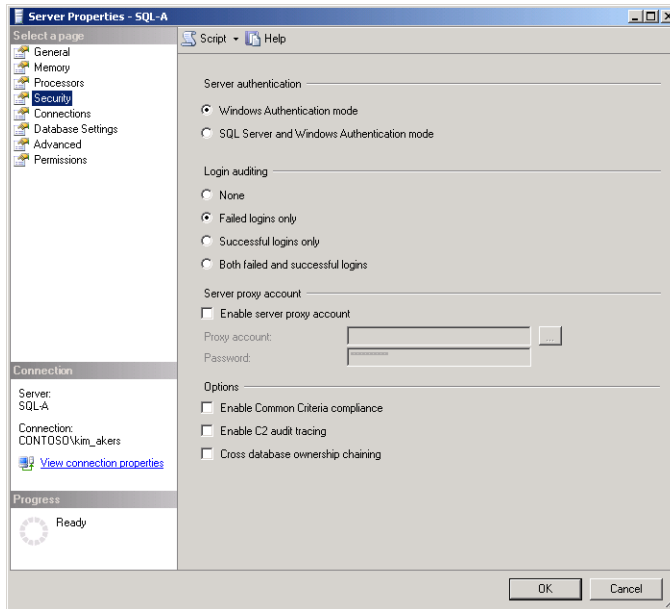 Server Properties - SQL-A
Select a page
General
Memory
Processors
Security
Connections
Database Settings
Advanced
Permissions
Script
Help
Server authentication
Windows Authentication mode
SQL Server and Windows Authentication mode
Login auditing
None
Failed logins only
Successful logins only
Both failed and successful logins
Server proxy account
Enable server proxy account
Proxy account:
...
Password:
**********
Options
Enable Common Criteria compliance
Enable C2 audit tracing
Cross database ownership chaining
Connection
Server:
SQL-A
Connection:
CONTOSO\kim_akers
View connection properties
Progress
Ready
OK
Cancel